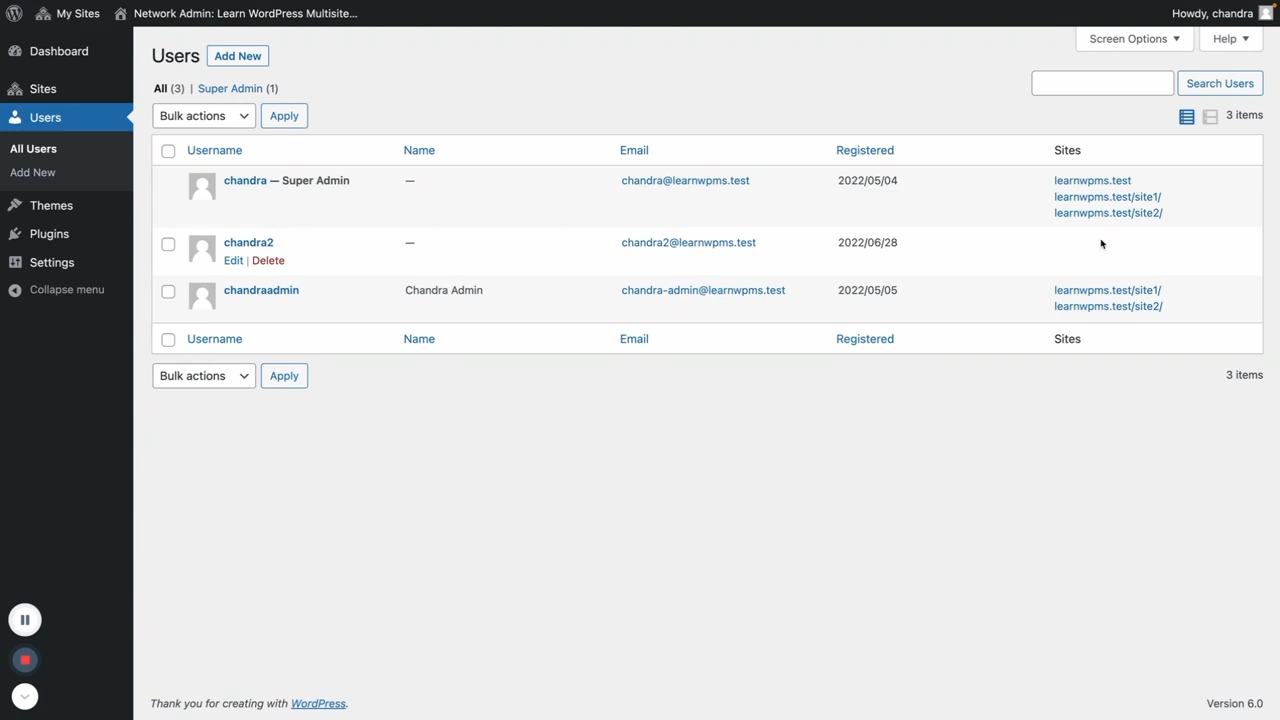 My Sites Network Admin: Learn WordPress Multisite... Howdy, chandra
Dashboard
Sites
Users
All Users
Add New
Themes
Plugins
Settings
Collapse menu
Screen Options Help
Users Add New
All (3) | Super Admin (1)
Search Users
Bulk actions Apply
3 items
Username Name Email Registered Sites
chandra — Super Admin — chandra@learnwpms.test 2022/05/04 learnwpms.test
learnwpms.test/site1/
learnwpms.test/site2/
chandra2 — chandra2@learnwpms.test 2022/06/28
Edit | Delete
chandraadmin Chandra Admin chandra-admin@learnwpms.test 2022/05/05 learnwpms.test/site1/
learnwpms.test/site2/
Username Name Email Registered Sites
Bulk actions Apply
3 items
Thank you for creating with WordPress. Version 6.0